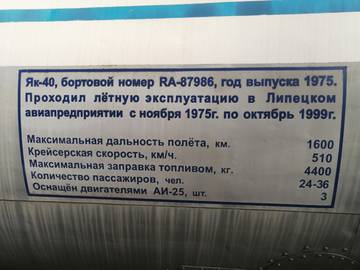 Як-40, бортовой номер RA-87986, год выпуска 1975.
Проходил лётную эксплуатацию в Липецком
авиапредприятии с ноября 1975г. по октябрь 1999г.
Максимальная дальность полёта, км. 1600
Крейсерская скорость, км/ч. 510
Максимальная заправка топливом, кг. 4400
Количество пассажиров, чел. 24-36
Оснащён двигателями АИ-25, шт. 3